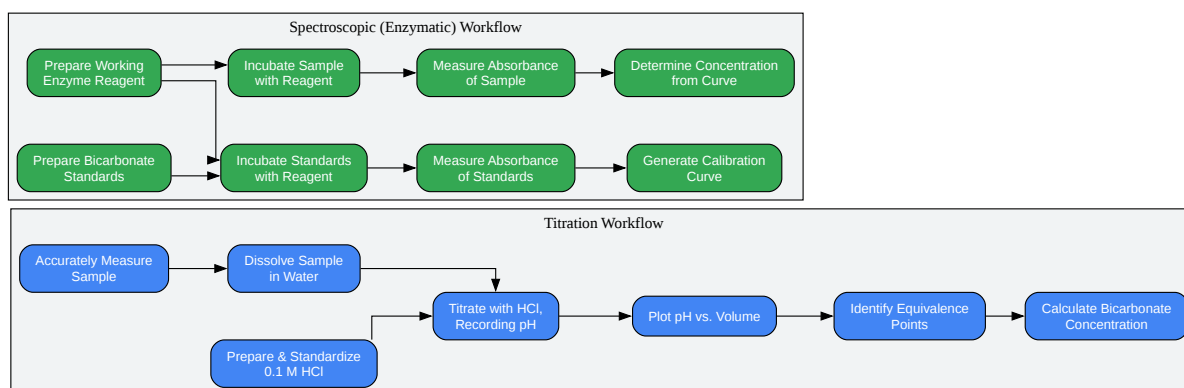 Spectroscopic (Enzymatic) Workflow
Prepare Working
Enzyme Reagent
Incubate Sample
with Reagent
Measure Absorbance
of Sample
Determine Concentration
from Curve
Prepare Bicarbonate
Standards
Incubate Standards
with Reagent
Measure Absorbance
of Standards
Generate Calibration
Curve
Titration Workflow
Accurately Measure
Sample
Dissolve Sample
in Water
Titrate with HCl,
Recording pH
Plot pH vs. Volume
Identify Equivalence
Points
Calculate Bicarbonate
Concentration
Prepare & Standardize
0.1 M HCl